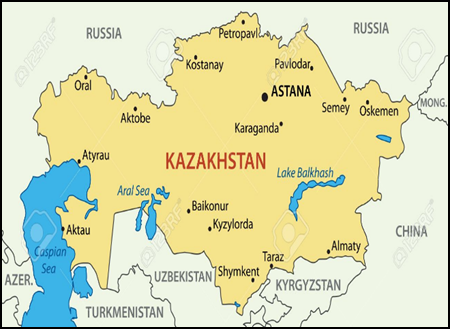 RUSSIA
RUSSIA
Petropavl
Kostanay
Pavlodar
Oral
ASTANA
Aktobe
Semey
Oskemen
MONG.
Karaganda
Atyrau
KAZAKHSTAN
Aral Sea
Lake Balkhash
Baikonur
Aktau
Kyzylorda
CHINA
Caspian
Sea
Almaty
Taraz
AZER.
UZBEKISTAN
Shymkent
KYRGYZSTAN
TURKMENISTAN